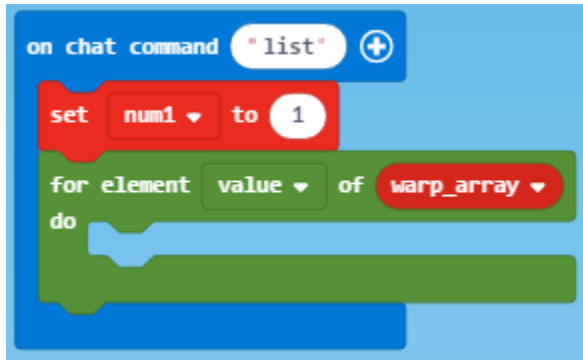 on chat command "list"
set num1 to 1
for element value of warp_array
do